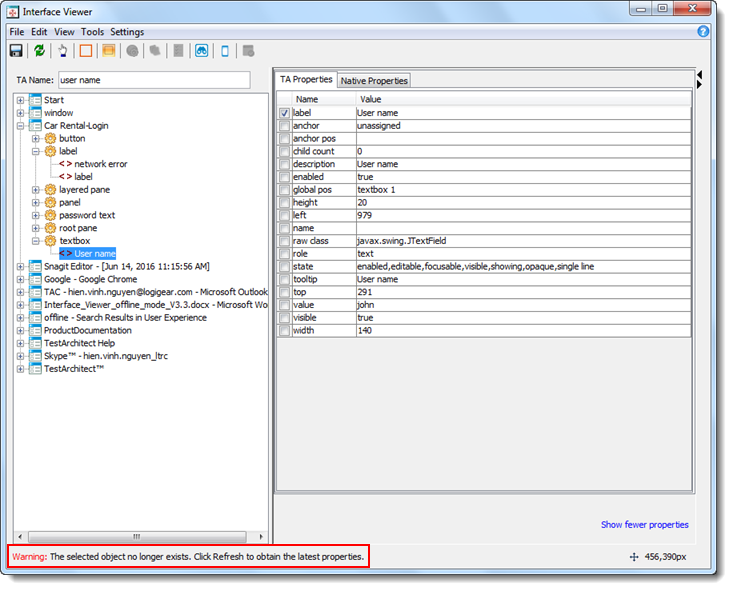 Interface Viewer
File Edit View Tools Settings
TA Name: user name
Start
window
Car Rental-Login
button
label
network error
label
layered pane
panel
password text
root pane
textbox
User name
Snagit Editor - [Jun 14, 2016 11:15:56 AM]
Google - Google Chrome
TAC - hien.vinh.nguyen@logigear.com - Microsoft Outlook
Interface_Viewer_offline_mode_V3.3.docx - Microsoft Wo
offline - Search Results in User Experience
ProductDocumentation
TestArchitect Help
Skype™ - hien.vinh.nguyen_ltrc
TestArchitect™
TA Properties Native Properties
Name Value
label User name
anchor unassigned
anchor pos
child count 0
description User name
enabled true
global pos textbox 1
height 20
left 979
name
raw class javax.swing.JTextField
role text
state enabled,editable,focusable,visible,showing,opaque,single line
tooltip User name
top 291
value john
visible true
width 140
Show fewer properties
Warning: The selected object no longer exists. Click Refresh to obtain the latest properties.
456,390px